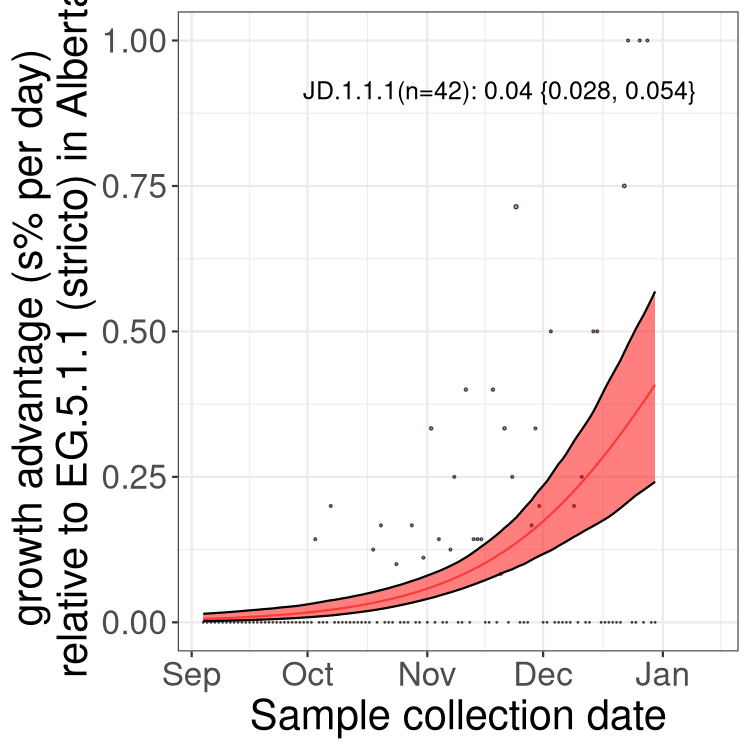 growth advantage (s% per day)
relative to EG.5.1.1 (stricto) in Alberta
1.00
0.75
0.50
0.25
0.00
JD.1.1.1(n=42): 0.04 {0.028, 0.054}
Sep Oct Nov Dec Jan
Sample collection date